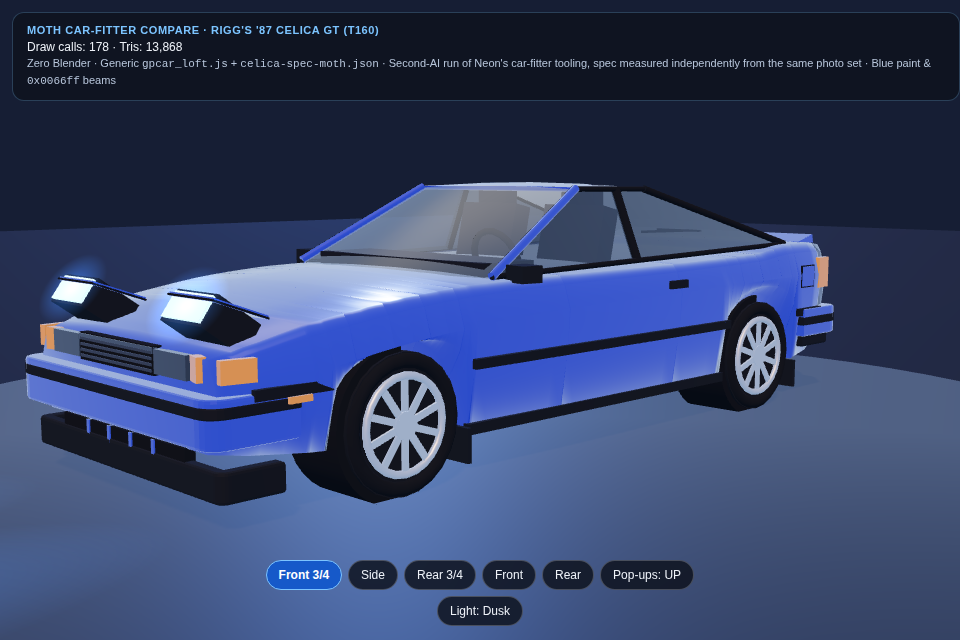 MOTH CAR-FITTER COMPARE · RIGG'S '87 CELICA GT (T160)
Draw calls: 178 · Tris: 13,868
Zero Blender · Generic gpcar_loft.js + celica-spec-moth.json · Second-AI run of Neon's car-fitter tooling, spec measured independently from the same photo set · Blue paint &
0x0066ff beams
Front 3/4
Side
Rear 3/4
Front
Rear
Pop-ups: UP
Light: Dusk